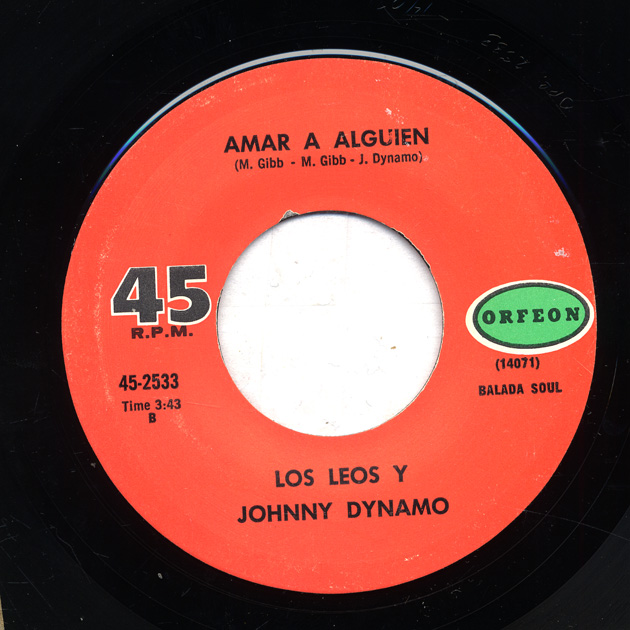 AMAR A ALGUIEN
(M. Gibb - M. Gibb - J. Dynamo)
45
R.P.M.
ORFEON
(14071)
45-2533
BALADA SOUL
Time 3:43
B
LOS LEOS Y
JOHNNY DYNAMO